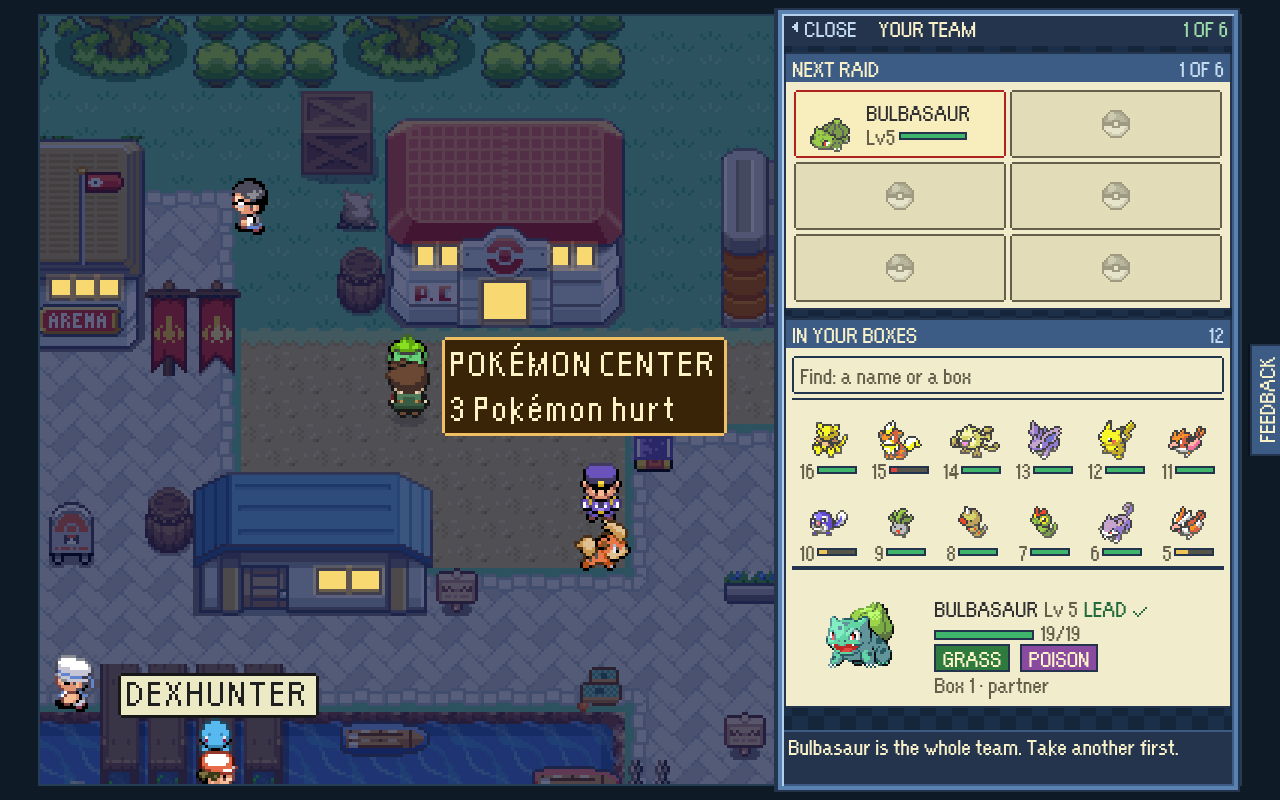 CLOSE YOUR TEAM 1 OF 6
NEXT RAID 1 OF 6
BULBASAUR
Lv5
IN YOUR BOXES 12
Find: a name or a box
16 15 14 13 12 11
10 9 8 7 6 5
BULBASAUR Lv 5 LEAD
19/19
GRASS POISON
Box 1 · partner
Bulbasaur is the whole team. Take another first.
FEEDBACK
P.C
ARENA
POKÉMON CENTER
3 Pokémon hurt
DEXHUNTER